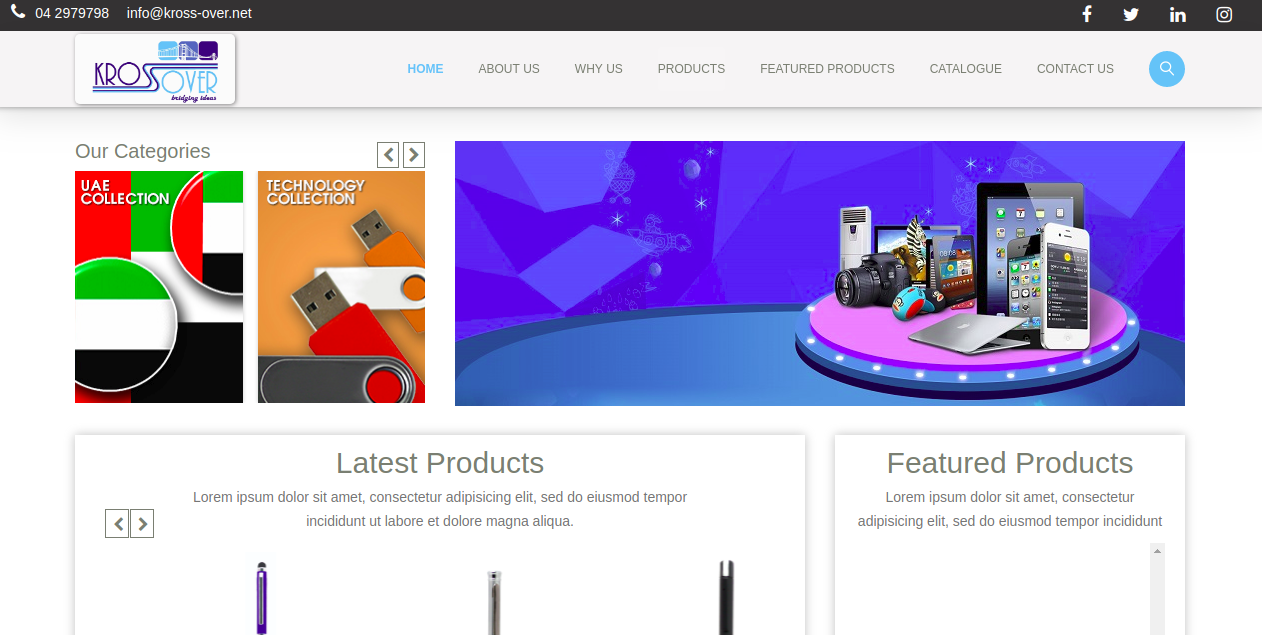 04 2979798 info@kross-over.net
KROSSOVER
bridging ideas
HOME ABOUT US WHY US PRODUCTS FEATURED PRODUCTS CATALOGUE CONTACT US
Our Categories
UAE
COLLECTION
TECHNOLOGY
COLLECTION
Latest Products
Lorem ipsum dolor sit amet, consectetur adipisicing elit, sed do eiusmod tempor
incididunt ut labore et dolore magna aliqua.
Featured Products
Lorem ipsum dolor sit amet, consectetur
adipisicing elit, sed do eiusmod tempor incididunt